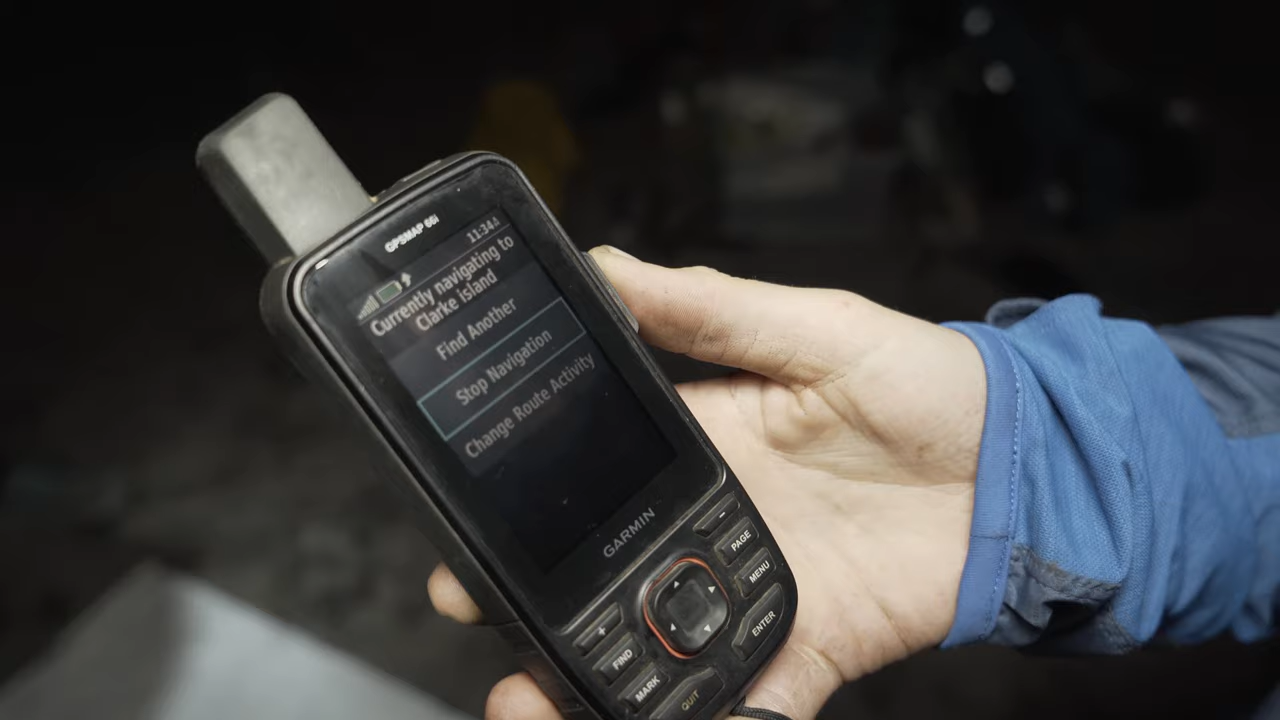 GPSMAP 66i
11:34
Currently navigating to
Clarke island
Find Another
Stop Navigation
Change Route Activity
GARMIN
-
PAGE
MENU
ENTER
+
FIND
MARK
QUIT